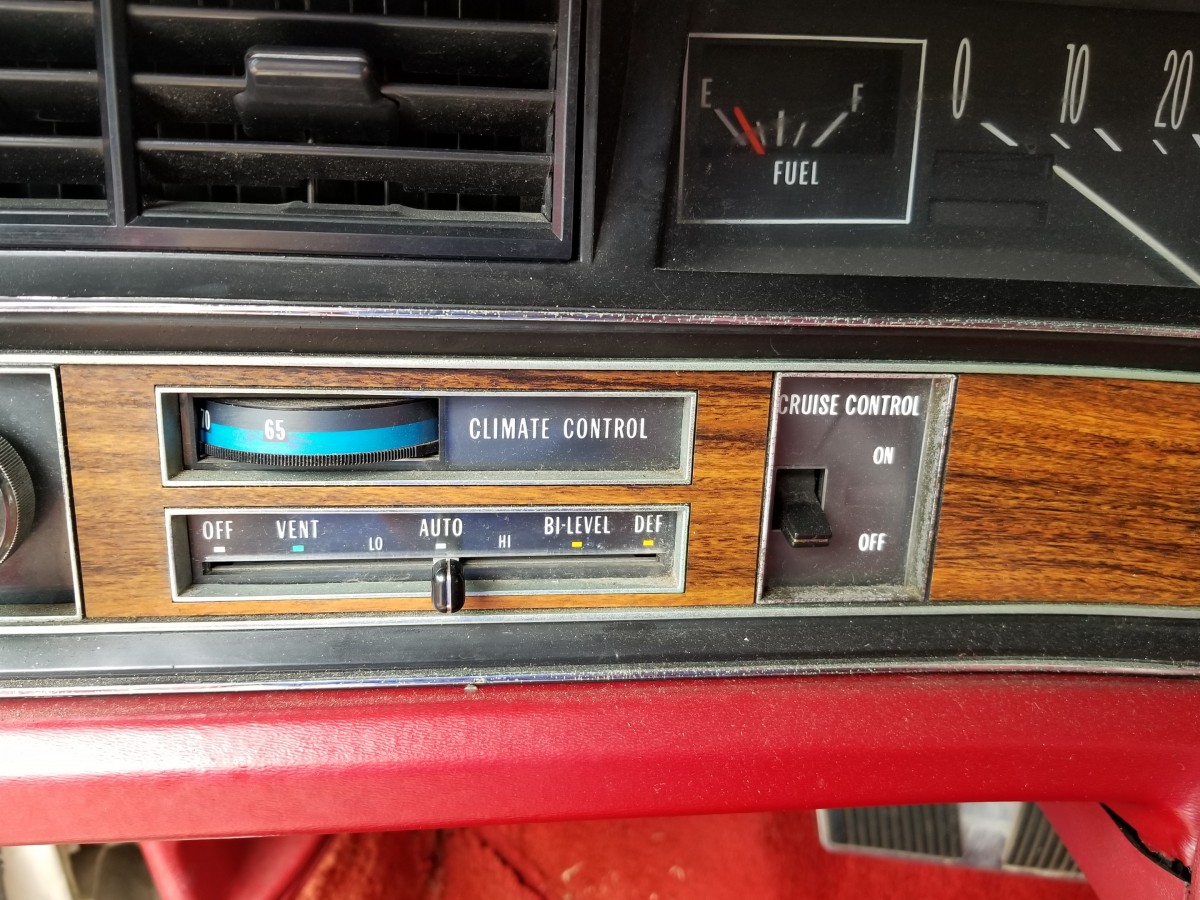 E F
FUEL
0 10 20
65
CLIMATE CONTROL
CRUISE CONTROL
ON
OFF
OFF VENT LO AUTO HI BI-LEVEL DEF